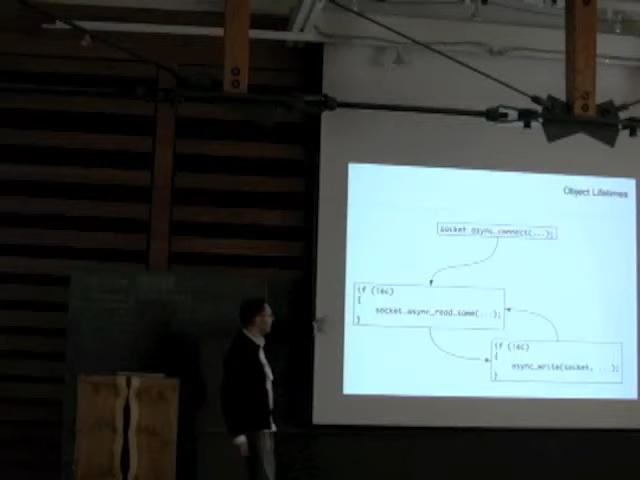 Object Lifetimes
socket.async_connect(...);
if (!ec)
{
socket.async_read_some(...);
}
if (!ec)
{
async_write(socket, ...);
}